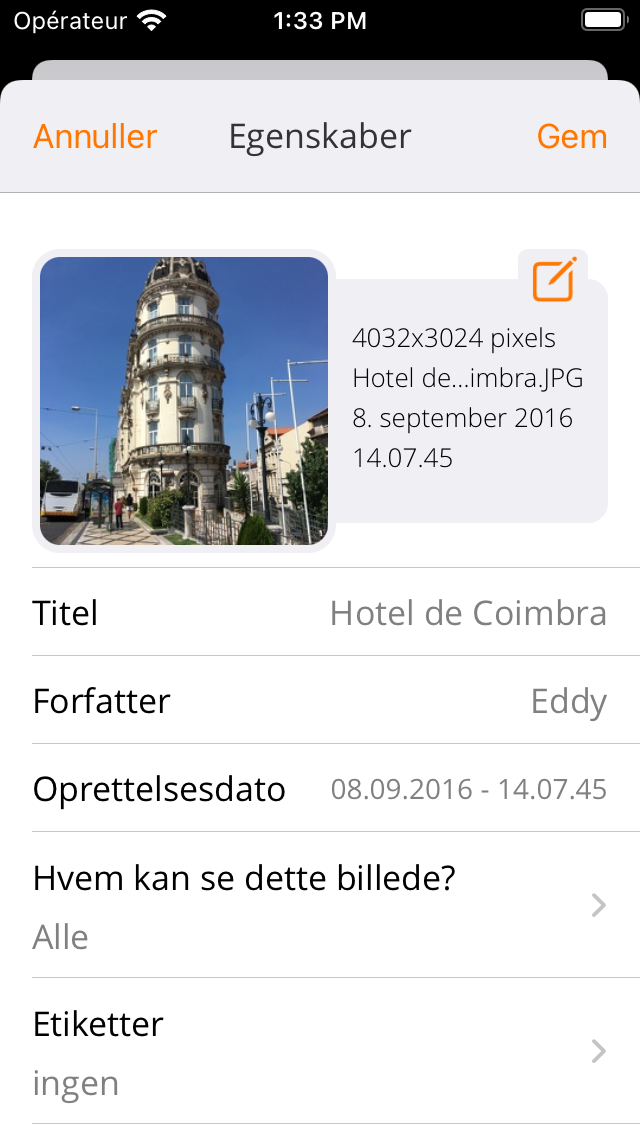 Opérateur 1:33 PM
Annuller Egenskaber Gem
4032x3024 pixels
Hotel de...imbra.JPG
8. september 2016
14.07.45
Titel Hotel de Coimbra
Forfatter Eddy
Oprettelsesdato 08.09.2016 - 14.07.45
Hvem kan se dette billede?
Alle
Etiketter
ingen